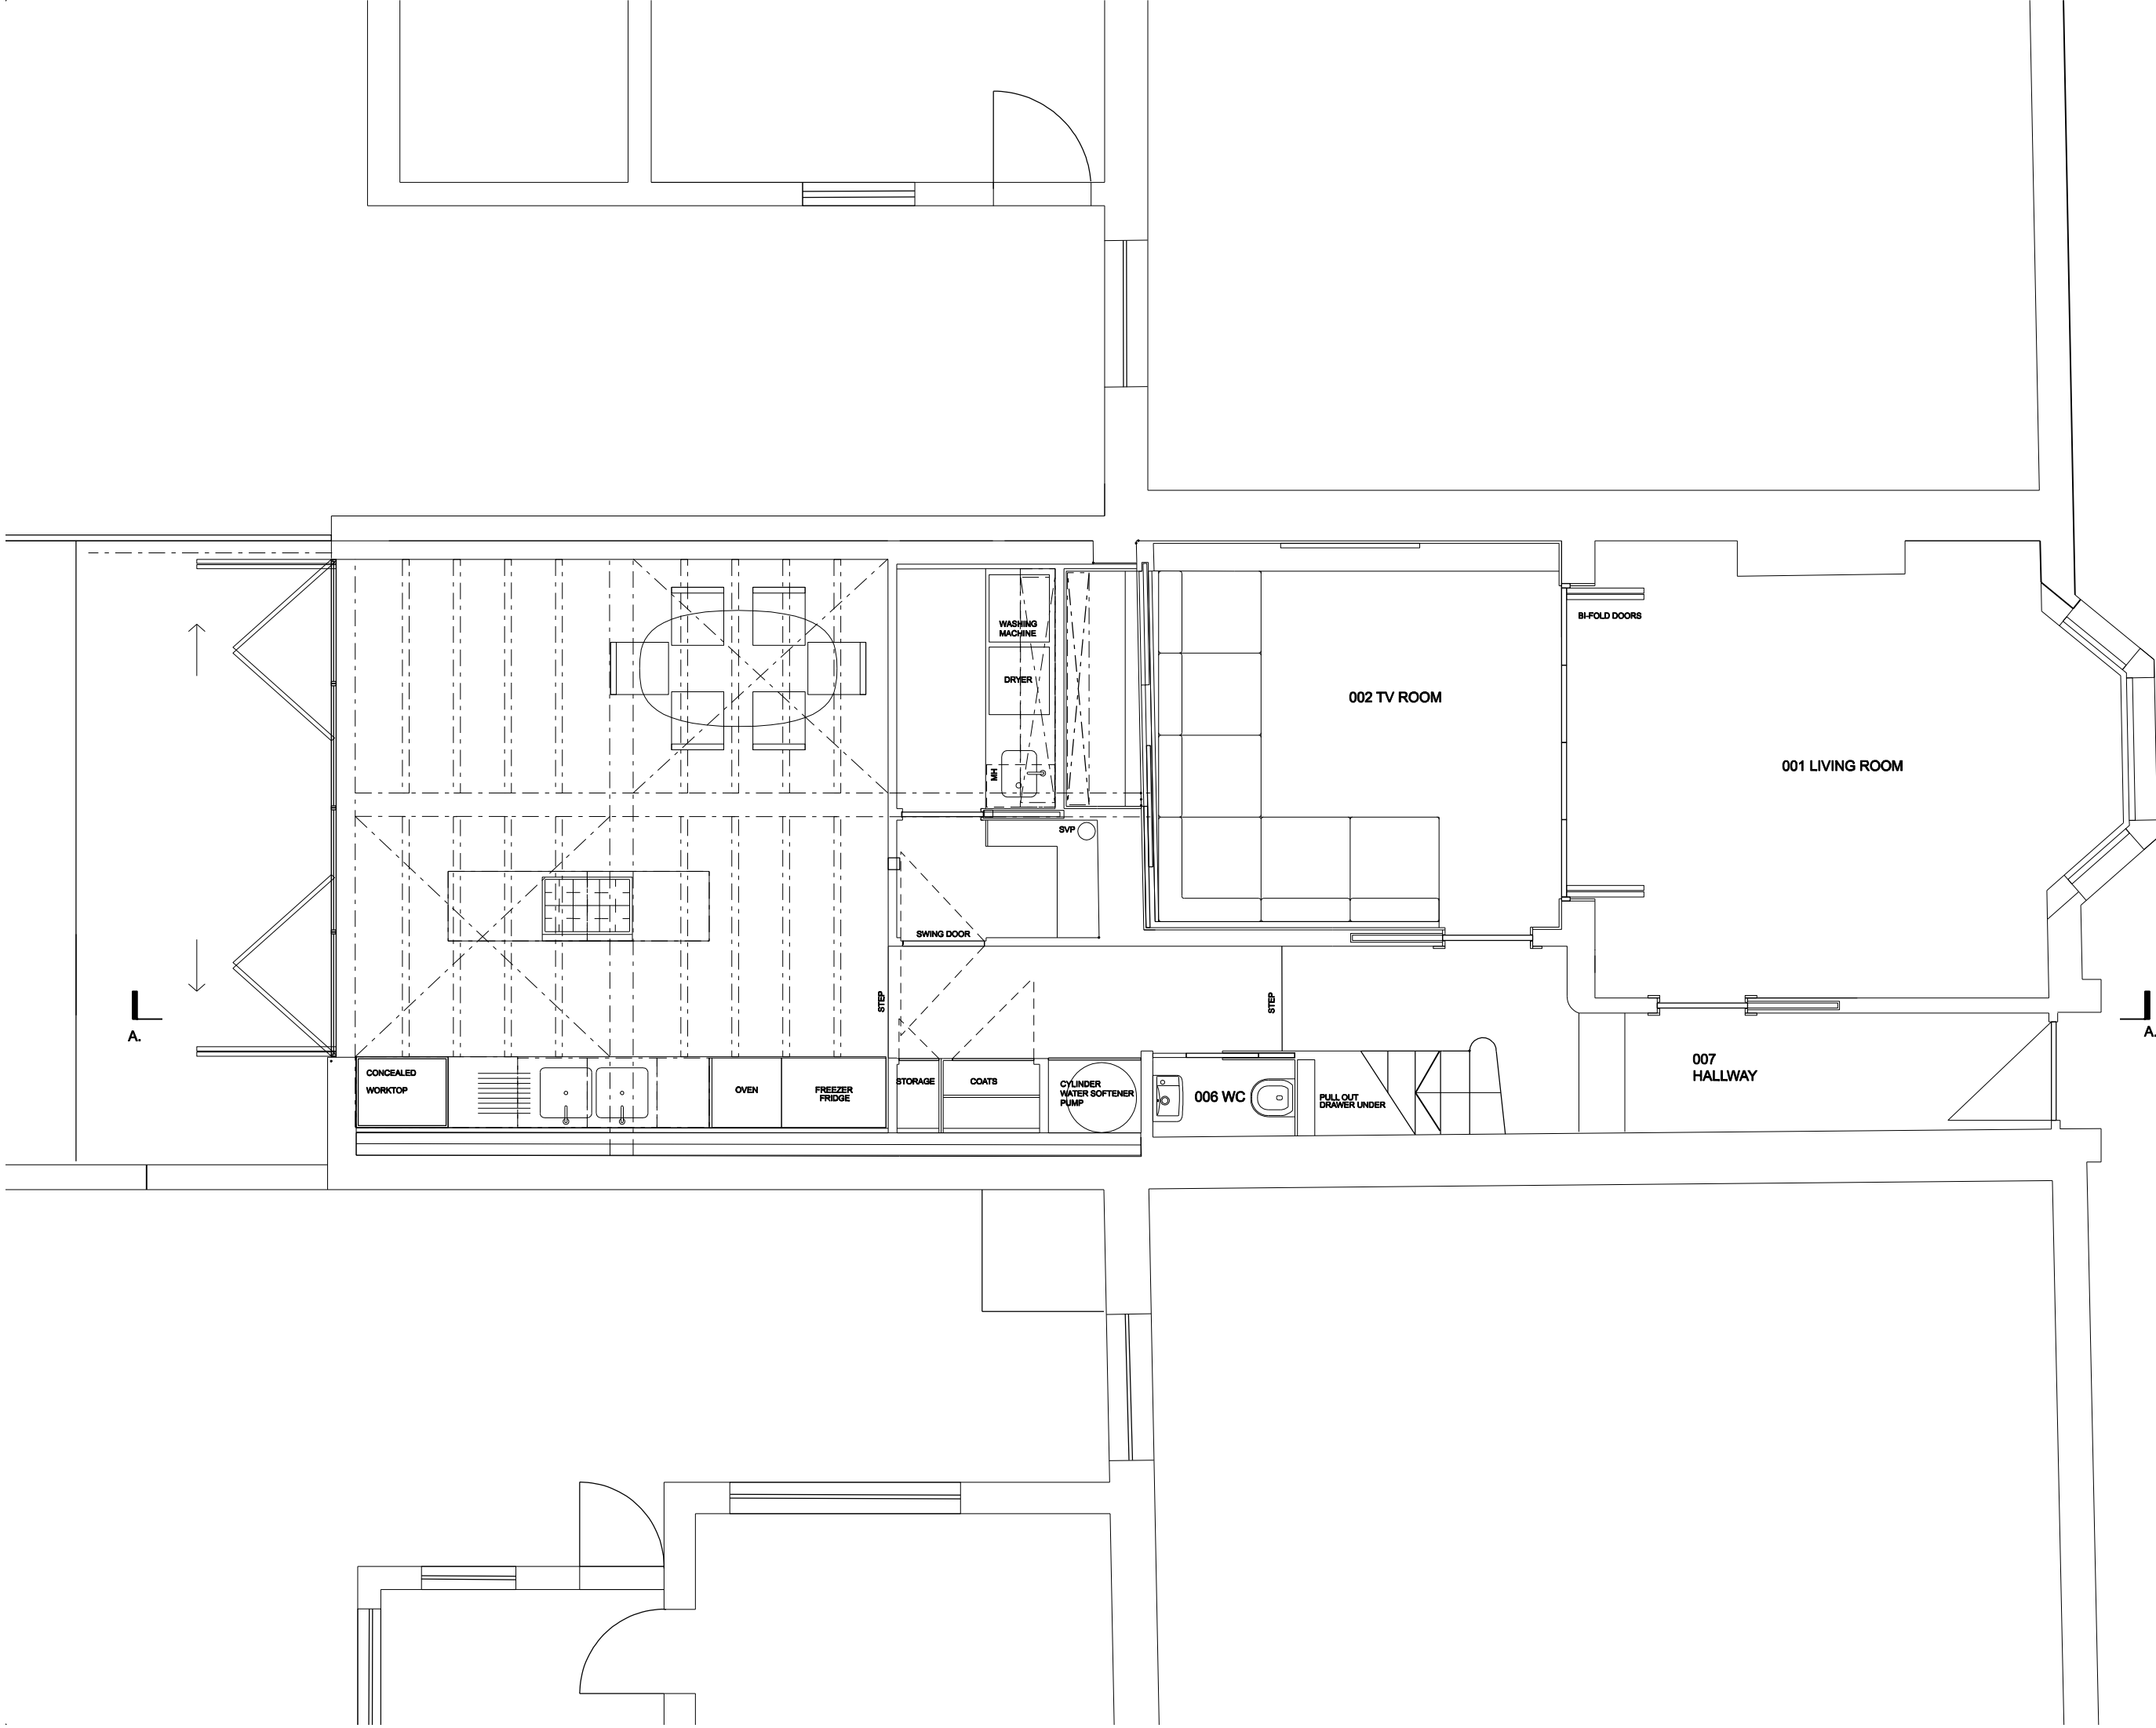 WASHING
MACHINE
DRYER
MH
SVP
SWING DOOR
BI-FOLD DOORS
002 TV ROOM
001 LIVING ROOM
STEP
STEP
A.
A.
CONCEALED
WORKTOP
OVEN
FREEZER
FRIDGE
STORAGE
COATS
CYLINDER
WATER SOFTENER
PUMP
006 WC
PULL OUT
DRAWER UNDER
007
HALLWAY